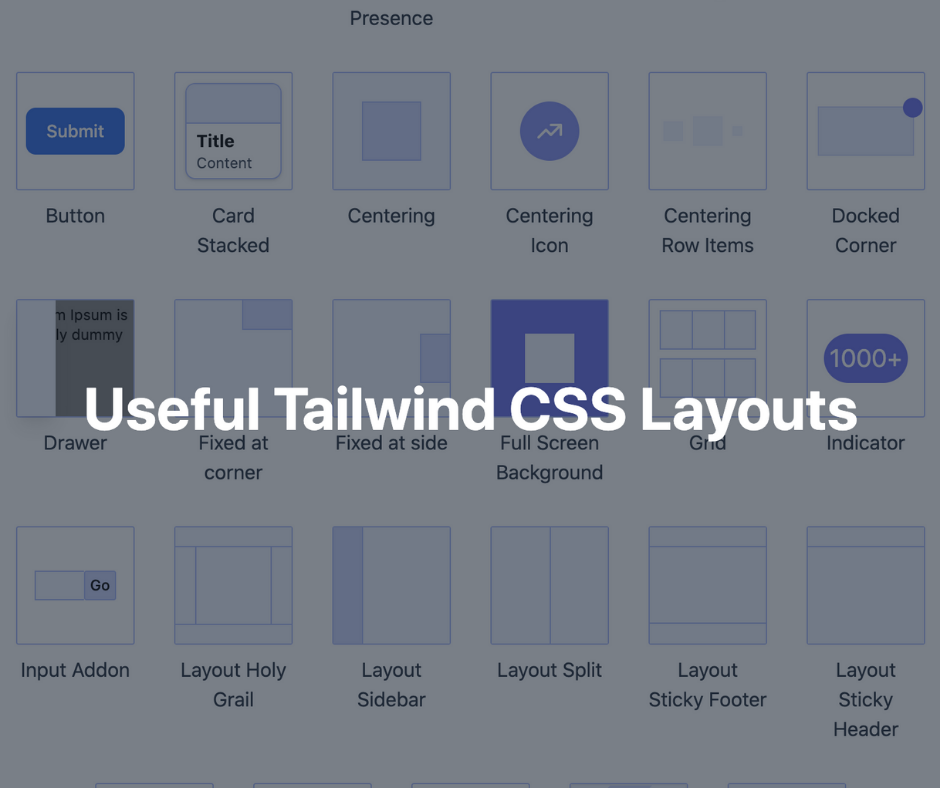 Presence
Submit
Title
Content
Button
Card
Stacked
Centering
Centering
Icon
Centering
Row Items
Docked
Corner
m Ipsum is
ly dummy
1000+
Useful Tailwind CSS Layouts
Drawer
Fixed at
corner
Fixed at side
Full Screen
Background
Grid
Indicator
Go
Input Addon
Layout Holy
Grail
Layout
Sidebar
Layout Split
Layout
Sticky Footer
Layout
Sticky
Header